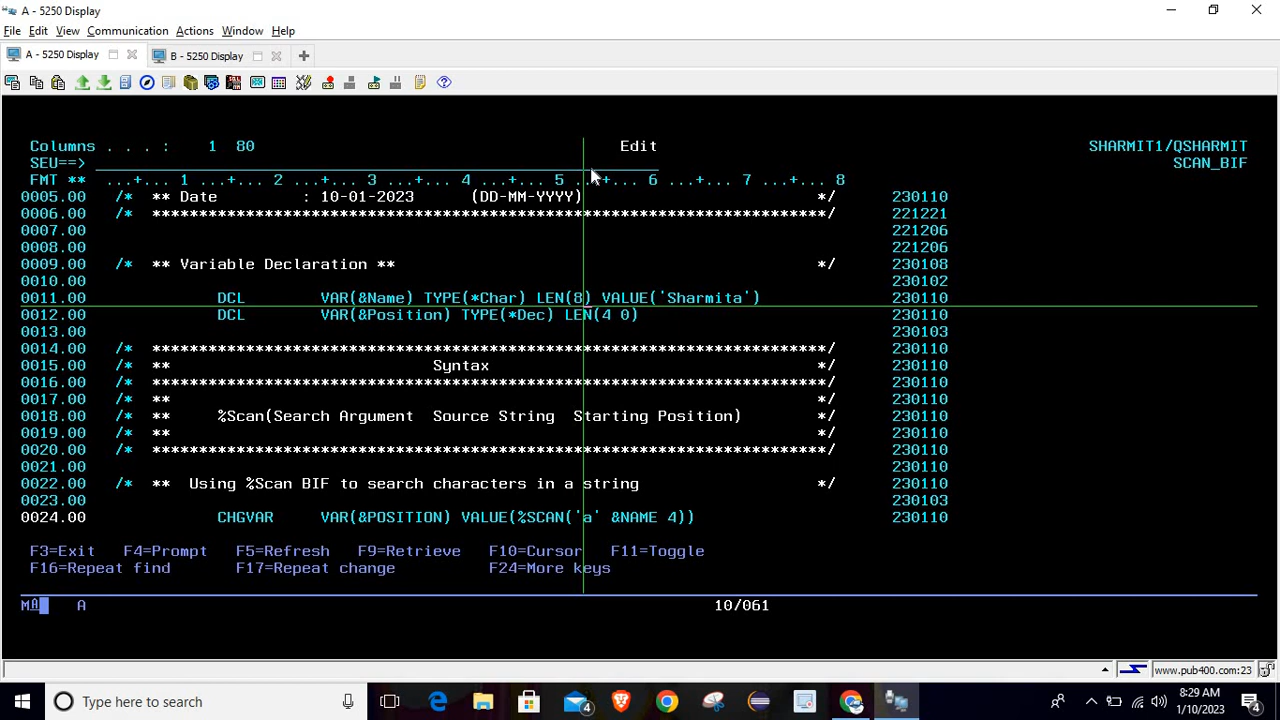 A - 5250 Display
File Edit View Communication Actions Window Help
A - 5250 Display B - 5250 Display
Columns . . . : 1 80 Edit SHARMIT1/QSHARMIT
SEU==> SCAN_BIF
FMT ** ...+... 1 ...+... 2 ...+... 3 ...+... 4 ...+... 5 ...+... 6 ...+... 7 ...+... 8
0005.00 /* ** Date : 10-01-2023 (DD-MM-YYYY) */ 230110
0006.00 /* ************************************************************************/ 221221
0007.00 221206
0008.00 221206
0009.00 /* ** Variable Declaration ** */ 230108
0010.00 230102
0011.00 DCL VAR(&Name) TYPE(*Char) LEN(8) VALUE('Sharmita') 230110
0012.00 DCL VAR(&Position) TYPE(*Dec) LEN(4 0) 230110
0013.00 230103
0014.00 /* ************************************************************************/ 230110
0015.00 /* ** Syntax */ 230110
0016.00 /* ************************************************************************/ 230110
0017.00 /* ** */ 230110
0018.00 /* ** %Scan(Search Argument Source String Starting Position) */ 230110
0019.00 /* ** */ 230110
0020.00 /* ************************************************************************/ 230110
0021.00 230110
0022.00 /* ** Using %Scan BIF to search characters in a string */ 230110
0023.00 230103
0024.00 CHGVAR VAR(&POSITION) VALUE(%SCAN('a' &NAME 4)) 230110
F3=Exit F4=Prompt F5=Refresh F9=Retrieve F10=Cursor F11=Toggle
F16=Repeat find F17=Repeat change F24=More keys
MA A 10/061
www.pub400.com:23
Type here to search
4
8:29 AM
1/10/2023
4